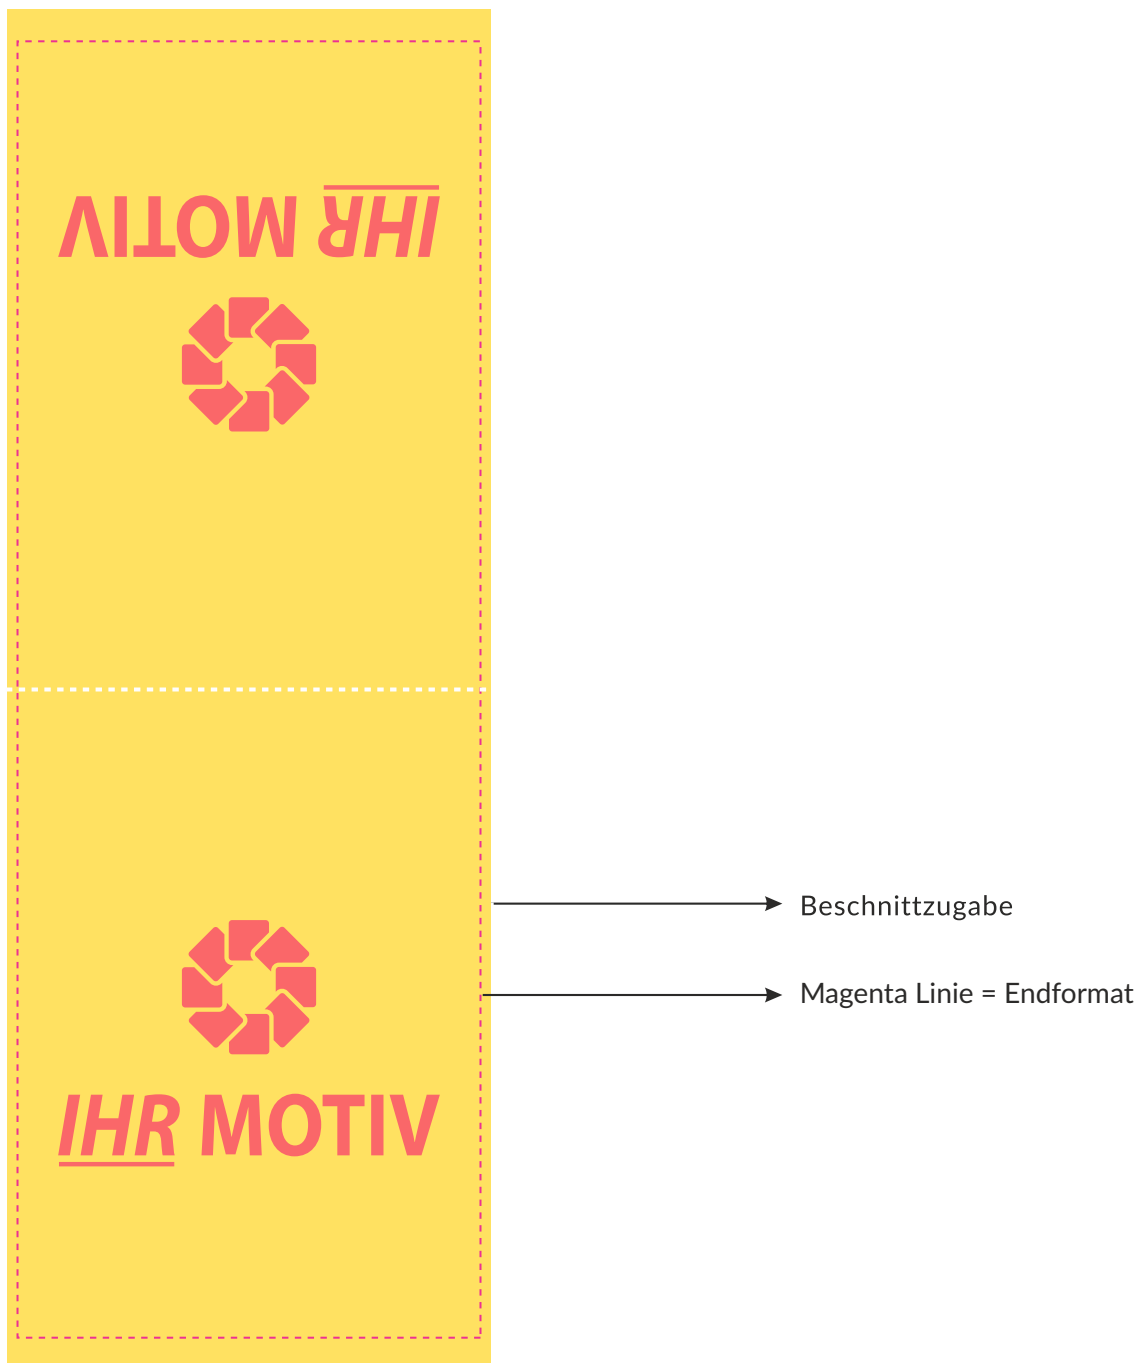 IHR MOTIV
Beschnittzugabe
Magenta Linie = Endformat
IHR MOTIV